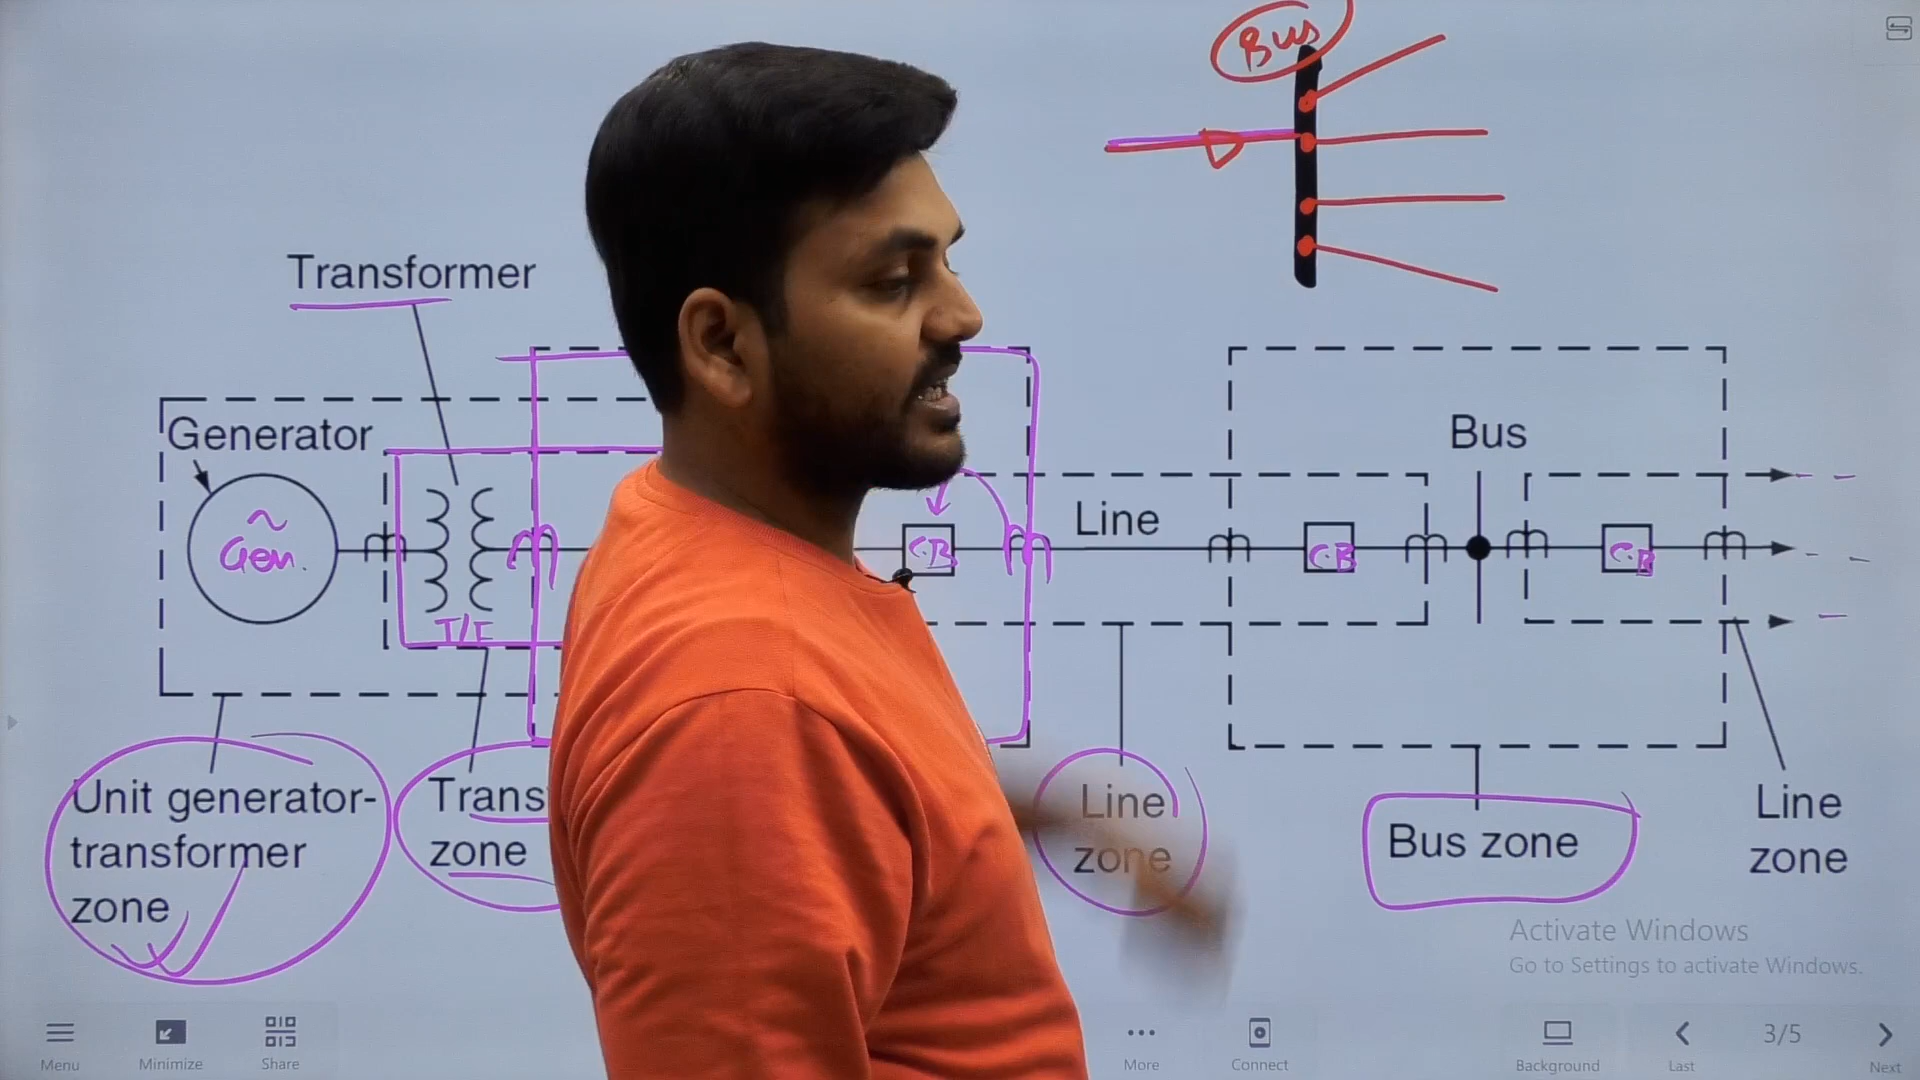 Bus
Transformer
Generator
Gen.
T/F
C.B
Line
C.B
Bus
C.B
Unit generator-
transformer
zone
Trans
zone
Line
zone
Bus zone
Line
zone
Activate Windows
Go to Settings to activate Windows.
Menu
Minimize
Share
More
Connect
Background
Last
3/5
Next